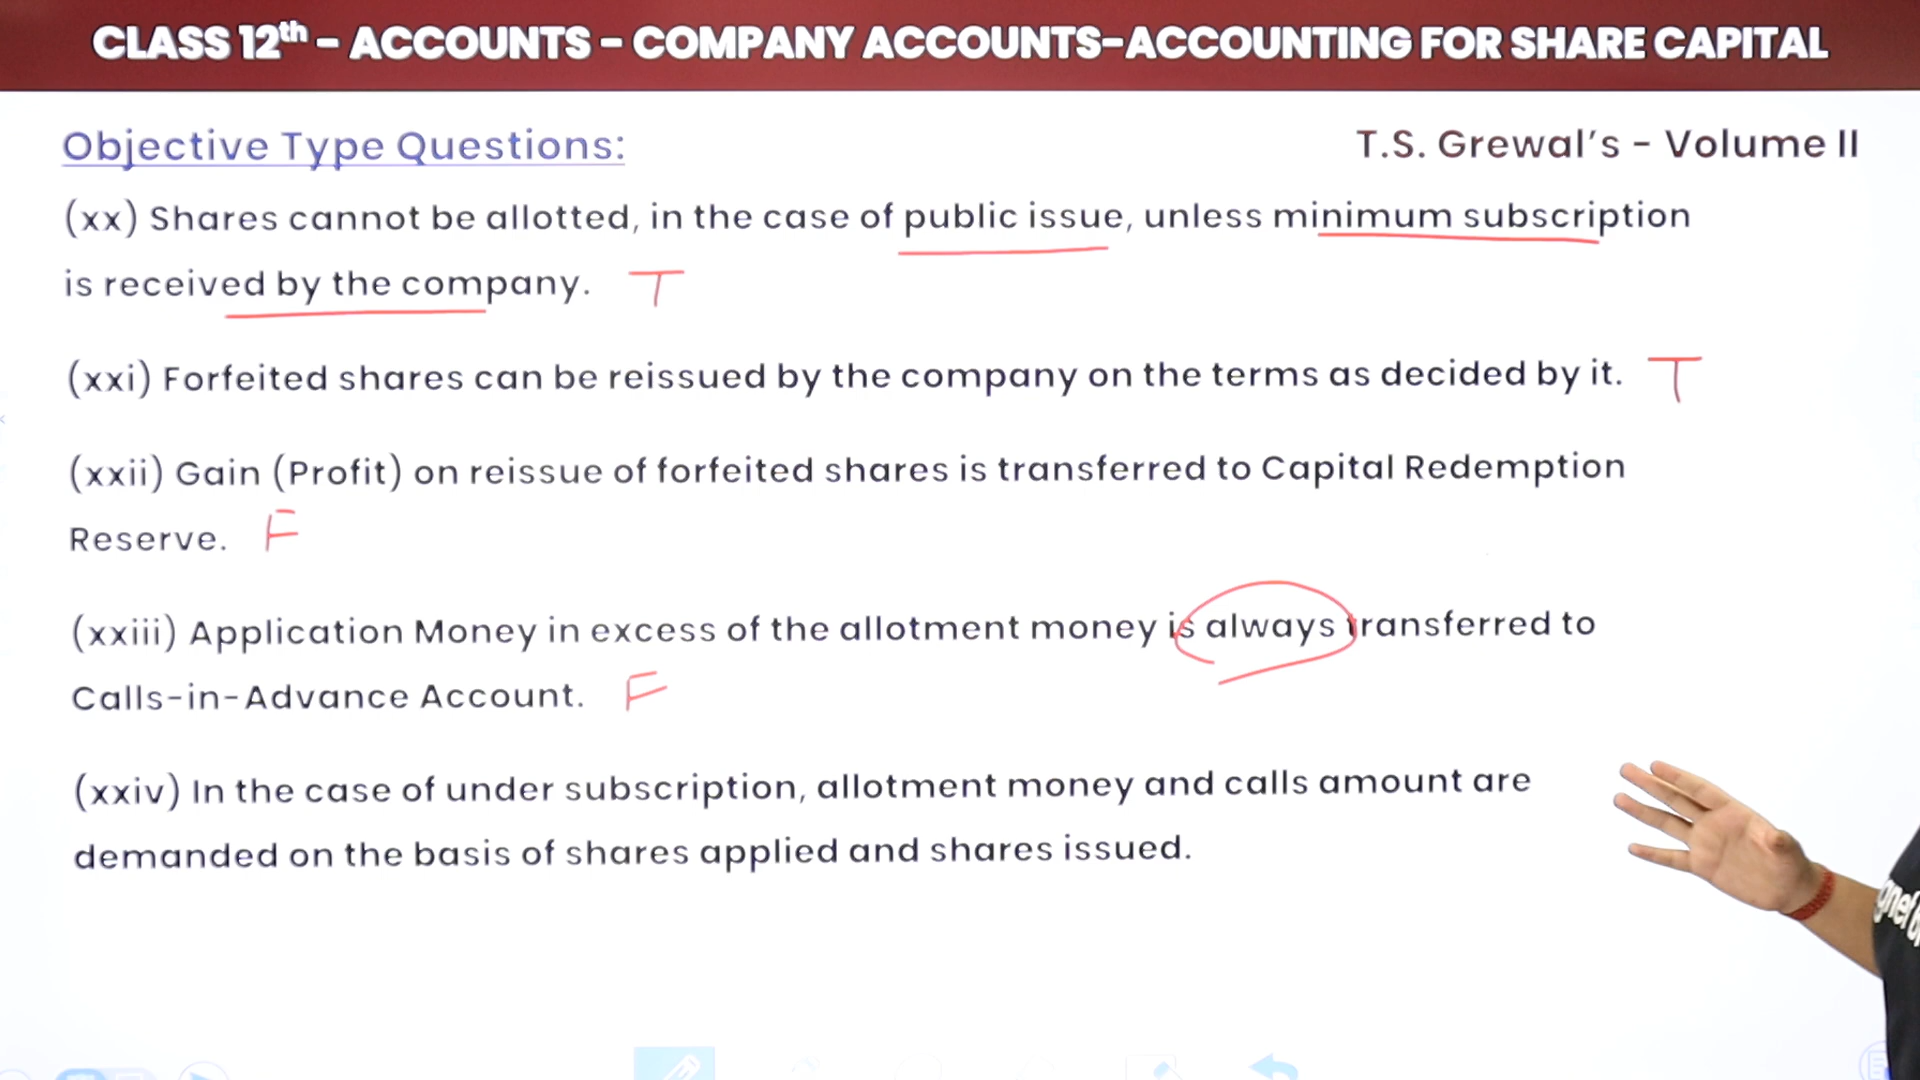 CLASS 12th - ACCOUNTS - COMPANY ACCOUNTS-ACCOUNTING FOR SHARE CAPITAL
Objective Type Questions:
T.S. Grewal's - Volume II
(xx) Shares cannot be allotted, in the case of public issue, unless minimum subscription
is received by the company. T
(xxi) Forfeited shares can be reissued by the company on the terms as decided by it. T
(xxii) Gain (Profit) on reissue of forfeited shares is transferred to Capital Redemption
Reserve. F
(xxiii) Application Money in excess of the allotment money is always transferred to
Calls-in-Advance Account. F
(xxiv) In the case of under subscription, allotment money and calls amount are
demanded on the basis of shares applied and shares issued.